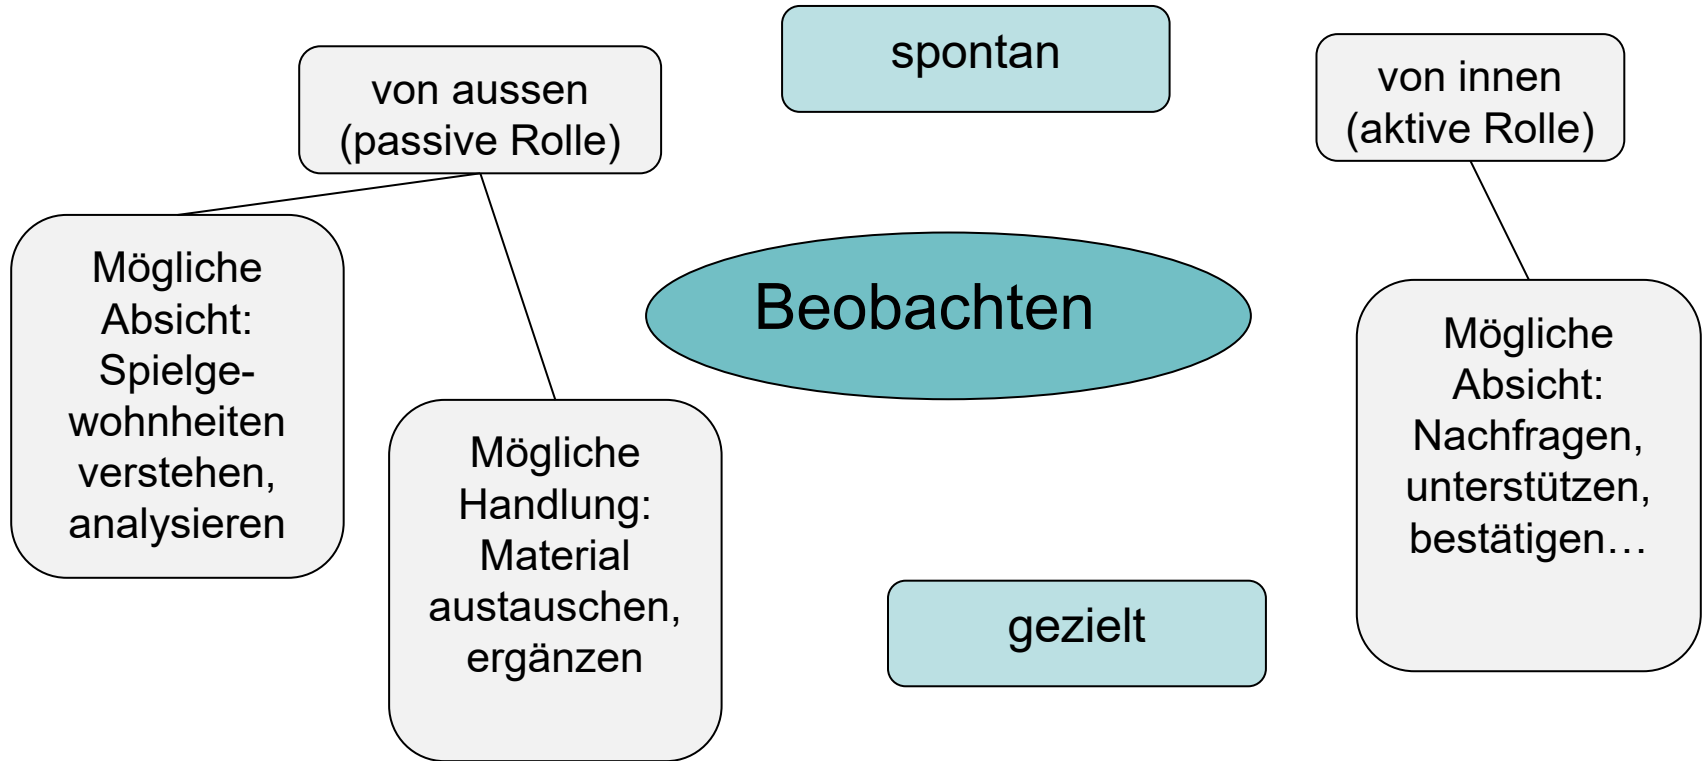 spontan
von aussen
(passive Rolle)
von innen
(aktive Rolle)
Mögliche
Absicht:
Spielge-
wohnheiten
verstehen,
analysieren
Mögliche
Handlung:
Material
austauschen,
ergänzen
Beobachten
Mögliche
Absicht:
Nachfragen,
unterstützen,
bestätigen…
gezielt